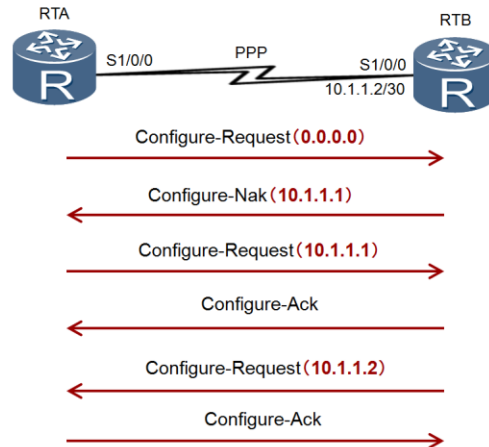 RTA
RTB
S1/0/0
PPP
S1/0/0
R
10.1.1.2/30
R
Configure-Request(0.0.0.0)
Configure-Nak(10.1.1.1)
Configure-Request(10.1.1.1)
Configure-Ack
Configure-Request(10.1.1.2)
Configure-Ack